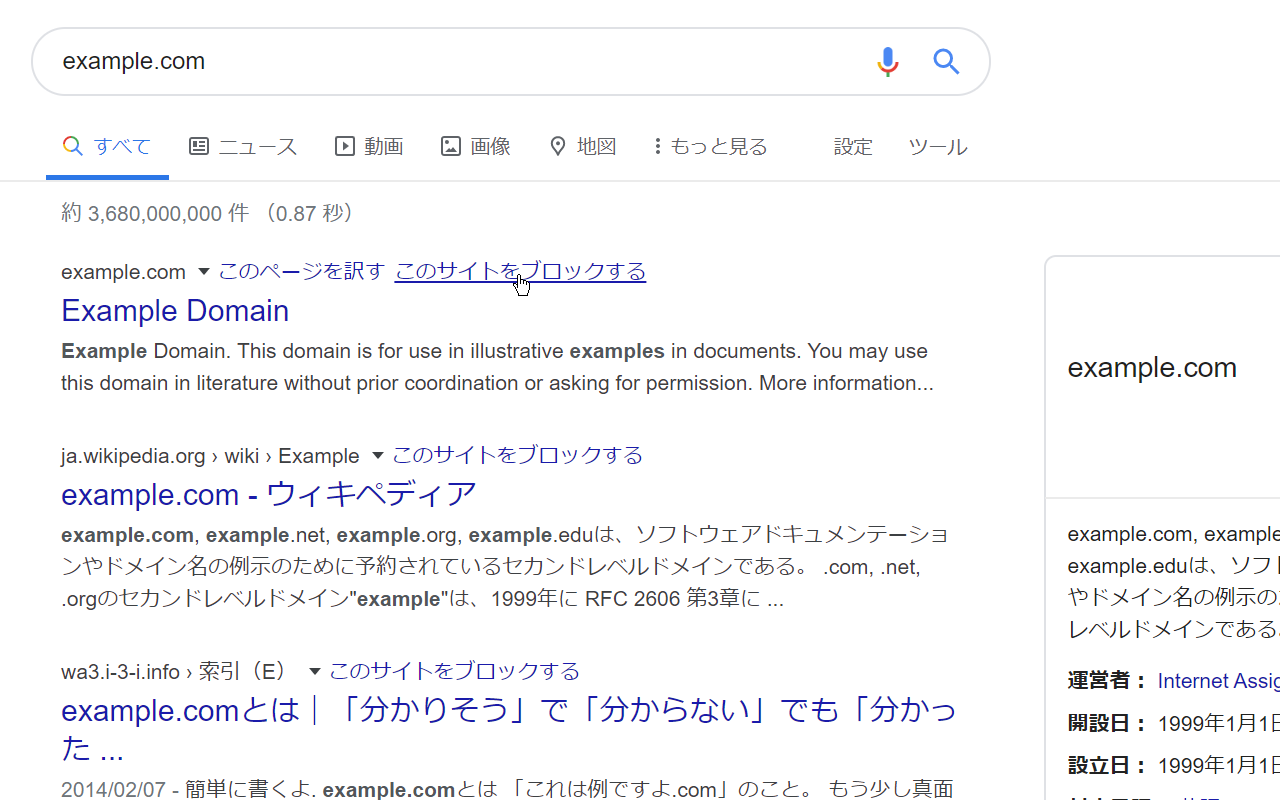 example.com
すべて ニュース 動画 画像 地図 もっと見る 設定 ツール
約 3,680,000,000 件 （0.87 秒）
example.com このページを訳す このサイトをブロックする
Example Domain
Example Domain. This domain is for use in illustrative examples in documents. You may use
this domain in literature without prior coordination or asking for permission. More information...
ja.wikipedia.org › wiki › Example このサイトをブロックする
example.com - ウィキペディア
example.com, example.net, example.org, example.eduは、ソフトウェアドキュメンテーショ
ンやドメイン名の例示のために予約されているセカンドレベルドメインである。 .com, .net,
.orgのセカンドレベルドメイン"example"は、1999年に RFC 2606 第3章に ...
wa3.i-3-i.info › 索引（E） このサイトをブロックする
example.comとは｜「分かりそう」で「分からない」でも「分かっ
た ...
2014/02/07 - 簡単に書くよ. example.comとは 「これは例ですよ.com」のこと。 もう少し真面
example.com
example.com, example
example.eduは、ソフ
やドメイン名の例示の
レベルドメインである
運営者： Internet Assig
開設日： 1999年1月1日
設立日： 1999年1月1日